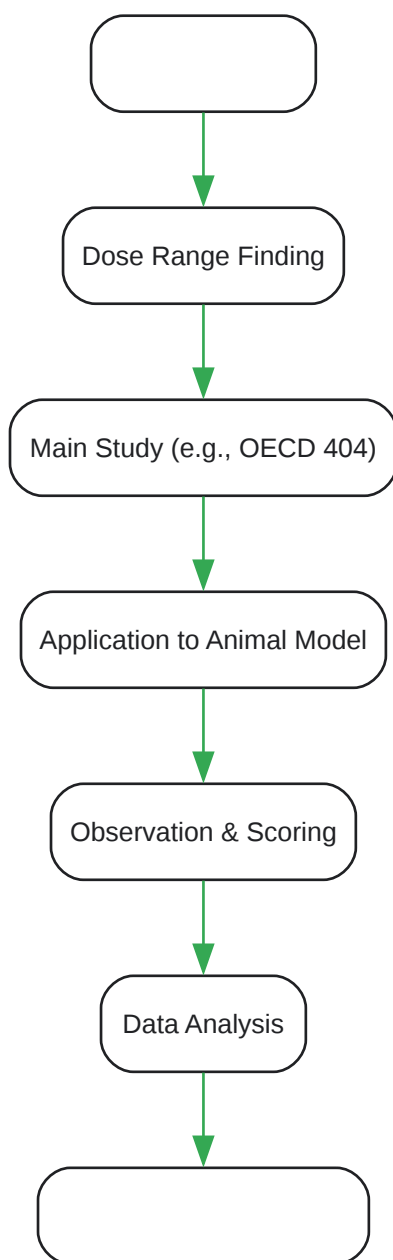 Dose Range Finding
Main Study (e.g., OECD 404)
Application to Animal Model
Observation & Scoring
Data Analysis